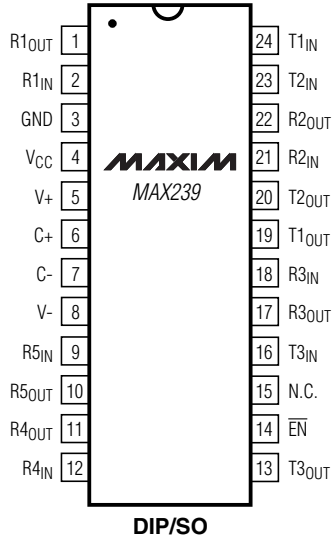 R1OUT 1 24 T1IN
R1IN 2 23 T2IN
GND 3 22 R2OUT
VCC 4 MAXIM 21 R2IN
V+ 5 MAX239 20 T2OUT
C+ 6 19 T1OUT
C- 7 18 R3IN
V- 8 17 R3OUT
R5IN 9 16 T3IN
R5OUT 10 15 N.C.
R4OUT 11 14 E̅N̅
R4IN 12 13 T3OUT
DIP/SO